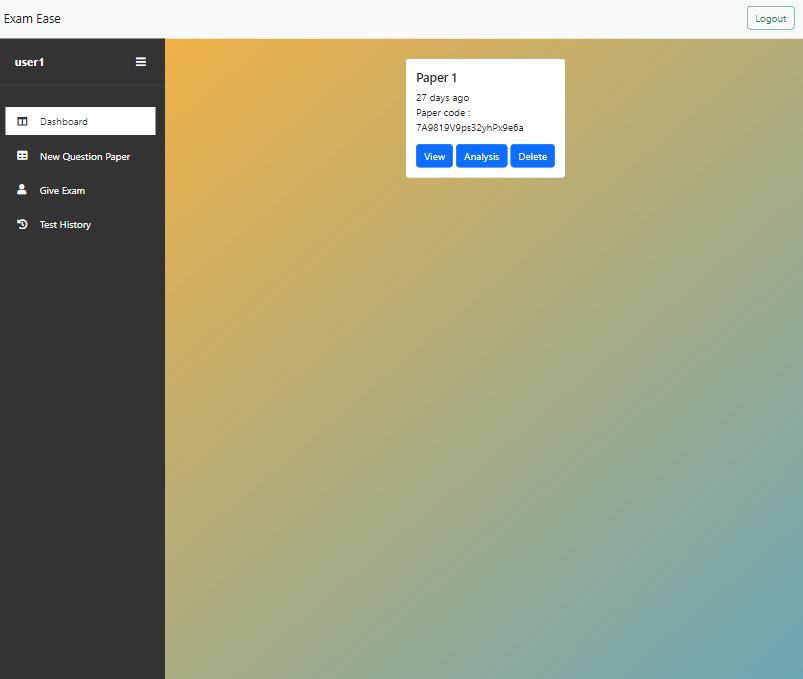 Exam Ease
Logout
user1
Dashboard
New Question Paper
Give Exam
Test History
Paper 1
27 days ago
Paper code :
7A9819V9ps32yhPx9e6a
View Analysis Delete